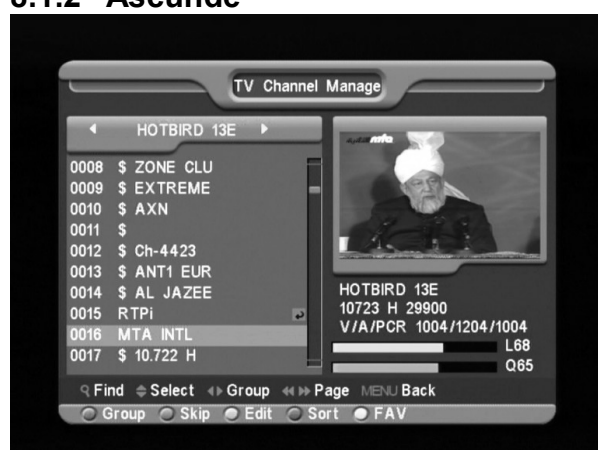 5.1.2 Ascunde
TV Channel Manage
HOTBIRD 13E
0008 $ ZONE CLU
0009 $ EXTREME
0010 $ AXN
0011 $
0012 $ Ch-4423
0013 $ ANT1 EUR
0014 $ AL JAZEE
0015 RTPi
0016 MTA INTL
0017 $ 10.722 H
mta
HOTBIRD 13E
10723 H 29900
V/A/PCR 1004/1204/1004
L68
Q65
Find Select Group Page MENU Back
Group Skip Edit Sort FAV